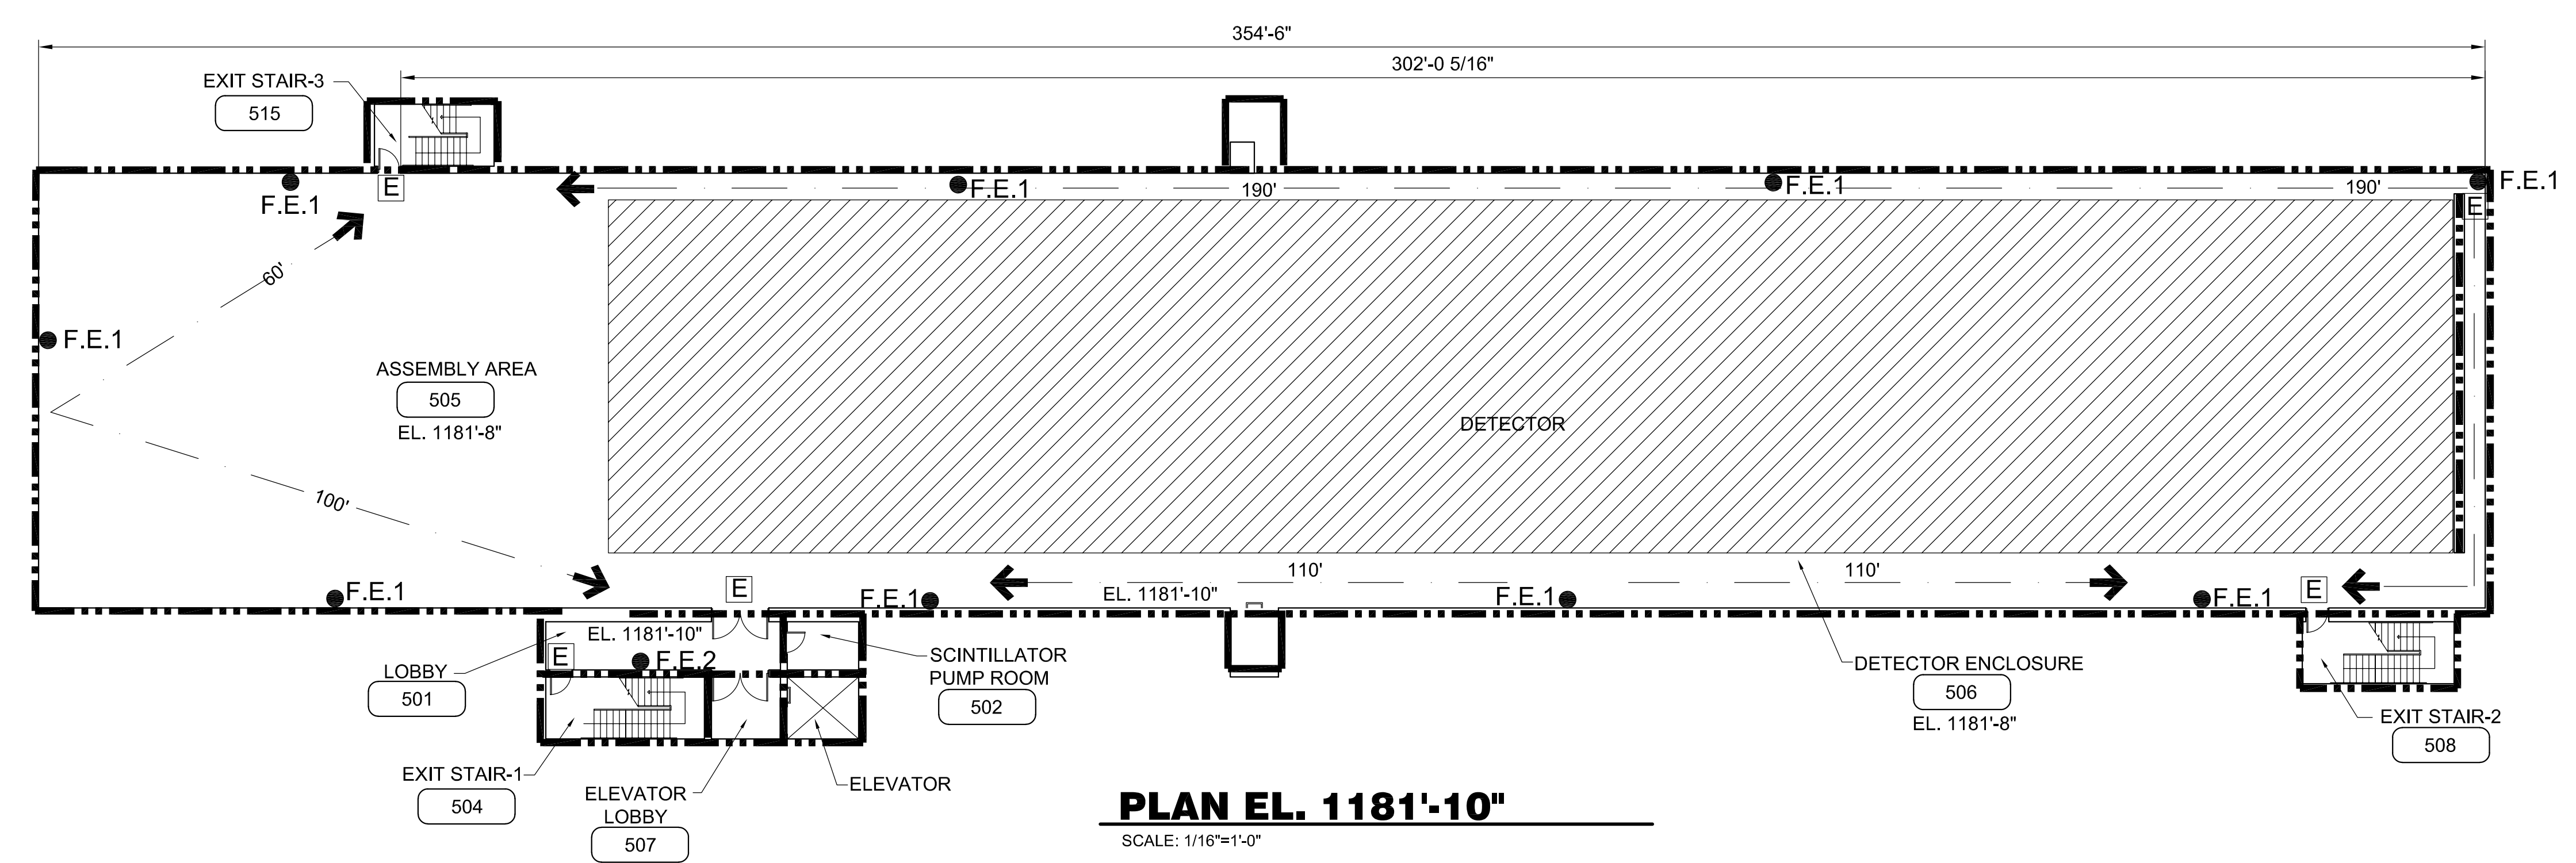 354'-6"
302'-0 5/16"
EXIT STAIR-3
515
E
F.E.1
F.E.1
190'
F.E.1
190'
F.E.1
E
60'
F.E.1
ASSEMBLY AREA
505
EL. 1181'-8"
DETECTOR
100'
F.E.1
E
F.E.1
EL. 1181'-10"
110'
F.E.1
110'
F.E.1
E
EL. 1181'-10"
E
F.E.2
LOBBY
501
SCINTILLATOR
PUMP ROOM
502
DETECTOR ENCLOSURE
506
EL. 1181'-8"
EXIT STAIR-2
508
EXIT STAIR-1
504
ELEVATOR
LOBBY
507
ELEVATOR
PLAN EL. 1181'-10"
SCALE: 1/16"=1'-0"